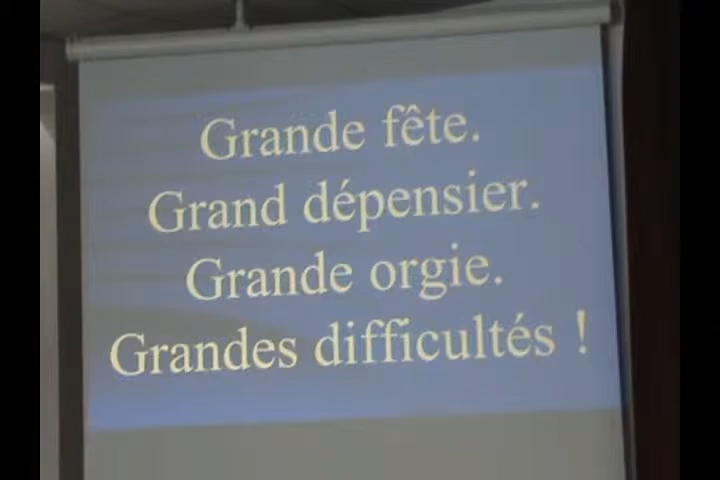 Grande fête.
Grand dépensier.
Grande orgie.
Grandes difficultés !